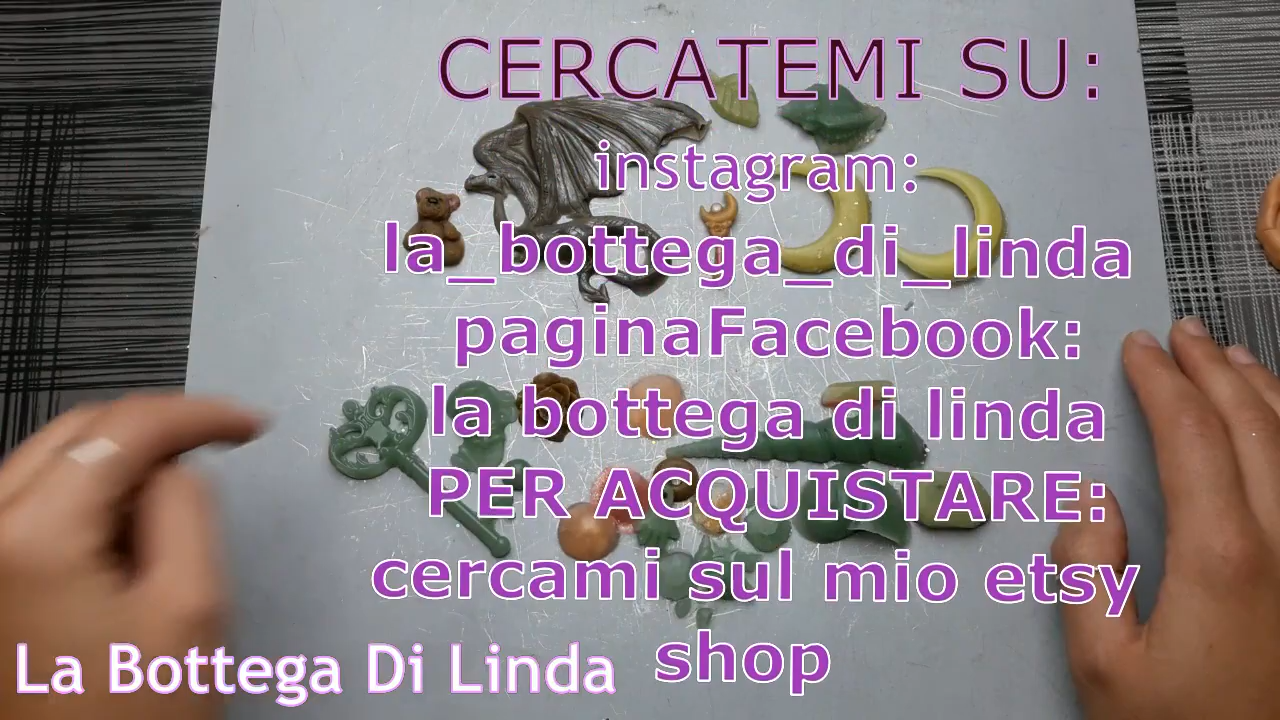 CERCATEMI SU:
instagram:
la_bottega_di_linda
paginaFacebook:
la bottega di linda
PER ACQUISTARE:
cercami sul mio etsy
shop
La Bottega Di Linda